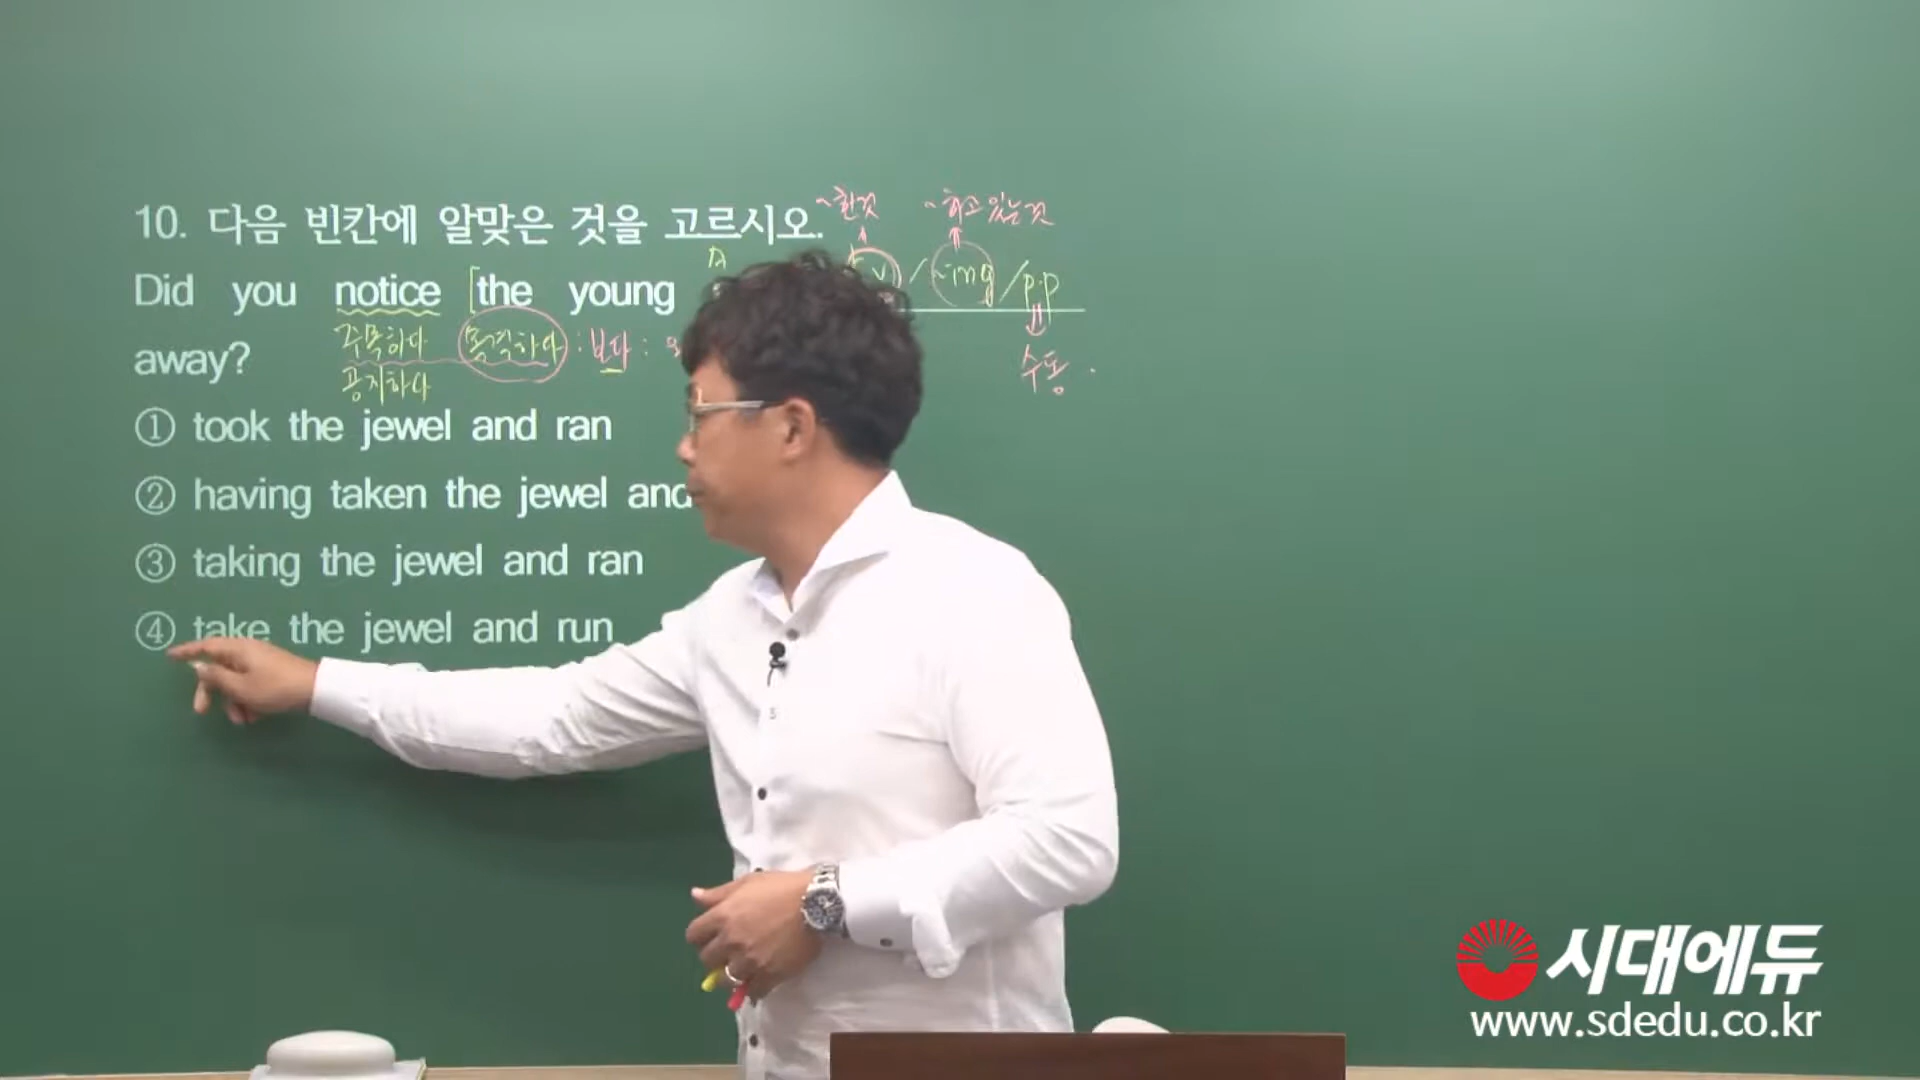 10. 다음 빈칸에 알맞은 것을 고르시오.
~한것 ~하고 있는것
Did you notice [the young
A
/ ~ing / p.p
수동
away?
주목하다 목격하다 : 보다 :
공지하다
① took the jewel and ran
② having taken the jewel and
③ taking the jewel and ran
④ take the jewel and run
시대에듀
www.sdedu.co.kr